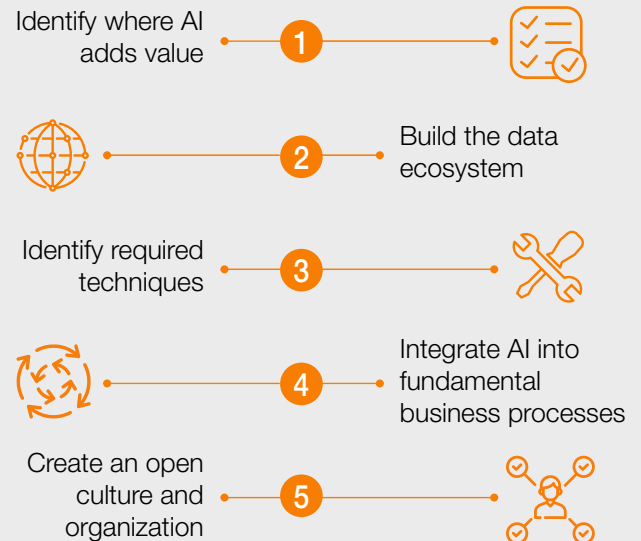 Identify where AI
adds value
1
2
Build the data
ecosystem
Identify required
techniques
3
4
Integrate AI into
fundamental
business processes
Create an open
culture and
organization
5